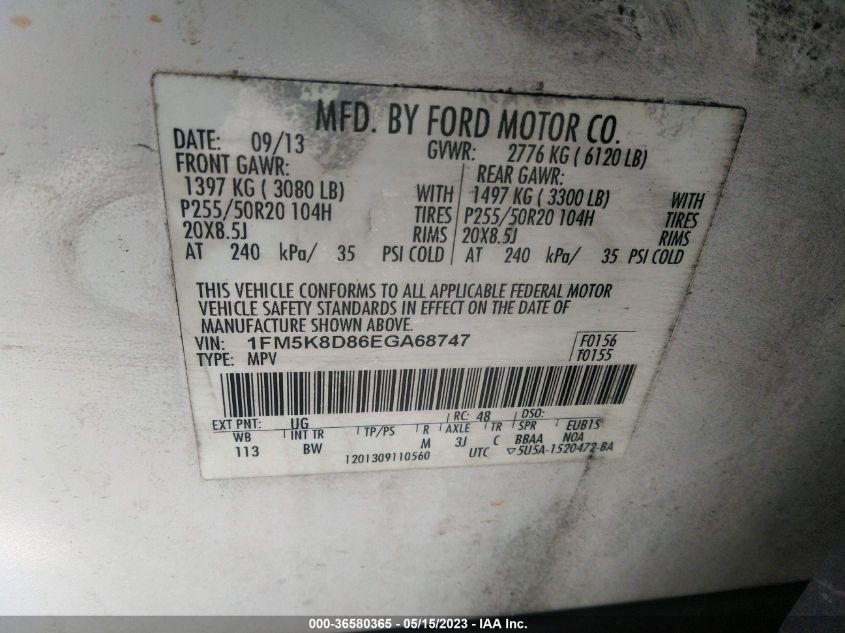 MFD. BY FORD MOTOR CO.
DATE: 09/13 GVWR: 2776 KG ( 6120 LB)
FRONT GAWR: REAR GAWR:
1397 KG ( 3080 LB) WITH 1497 KG ( 3300 LB) WITH
P255/50R20 104H TIRES P255/50R20 104H TIRES
20X8.5J RIMS 20X8.5J RIMS
AT 240 kPa/ 35 PSI COLD AT 240 kPa/ 35 PSI COLD
THIS VEHICLE CONFORMS TO ALL APPLICABLE FEDERAL MOTOR
VEHICLE SAFETY STANDARDS IN EFFECT ON THE DATE OF
MANUFACTURE SHOWN ABOVE.
VIN: 1FM5K8D86EGA68747 F0156
TYPE: MPV T0155
EXT PNT: UG RC: 48 DSO:
WB INT TR TP/PS R AXLE TR SPR EUB1S
113 BW M 3J C BBAA NOA
1201309110560 UTC ▽5U5A-1520472-BA
000-36580365 - 05/15/2023 - IAA Inc.